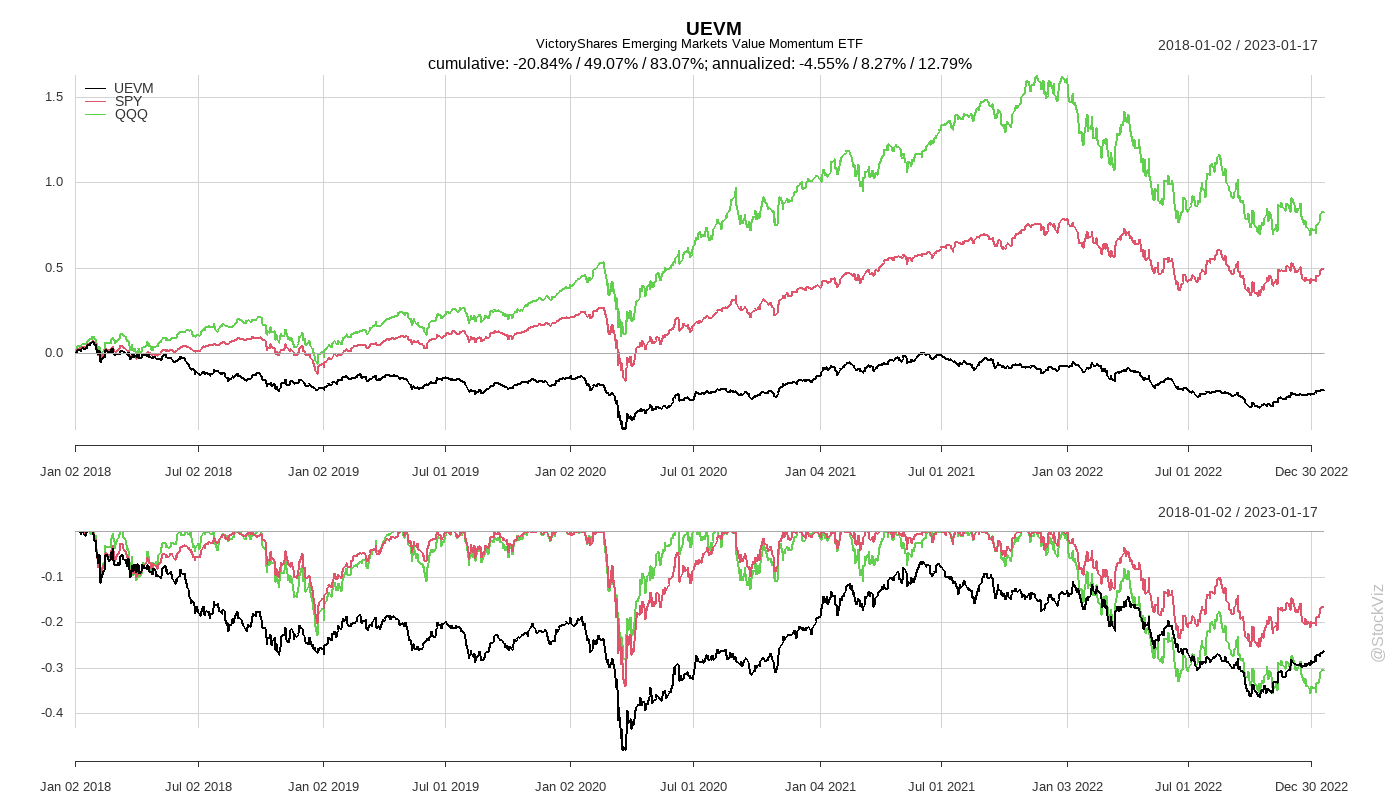 UEVM
VictoryShares Emerging Markets Value Momentum ETF
2018-01-02 / 2023-01-17
cumulative: -20.84% / 49.07% / 83.07%; annualized: -4.55% / 8.27% / 12.79%
UEVM
SPY
QQQ
1.5
1.0
0.5
0.0
Jan 02 2018 Jul 02 2018 Jan 02 2019 Jul 01 2019 Jan 02 2020 Jul 01 2020 Jan 04 2021 Jul 01 2021 Jan 03 2022 Jul 01 2022 Dec 30 2022
2018-01-02 / 2023-01-17
-0.1
-0.2
-0.3
-0.4
Jan 02 2018 Jul 02 2018 Jan 02 2019 Jul 01 2019 Jan 02 2020 Jul 01 2020 Jan 04 2021 Jul 01 2021 Jan 03 2022 Jul 01 2022 Dec 30 2022
@StockViz